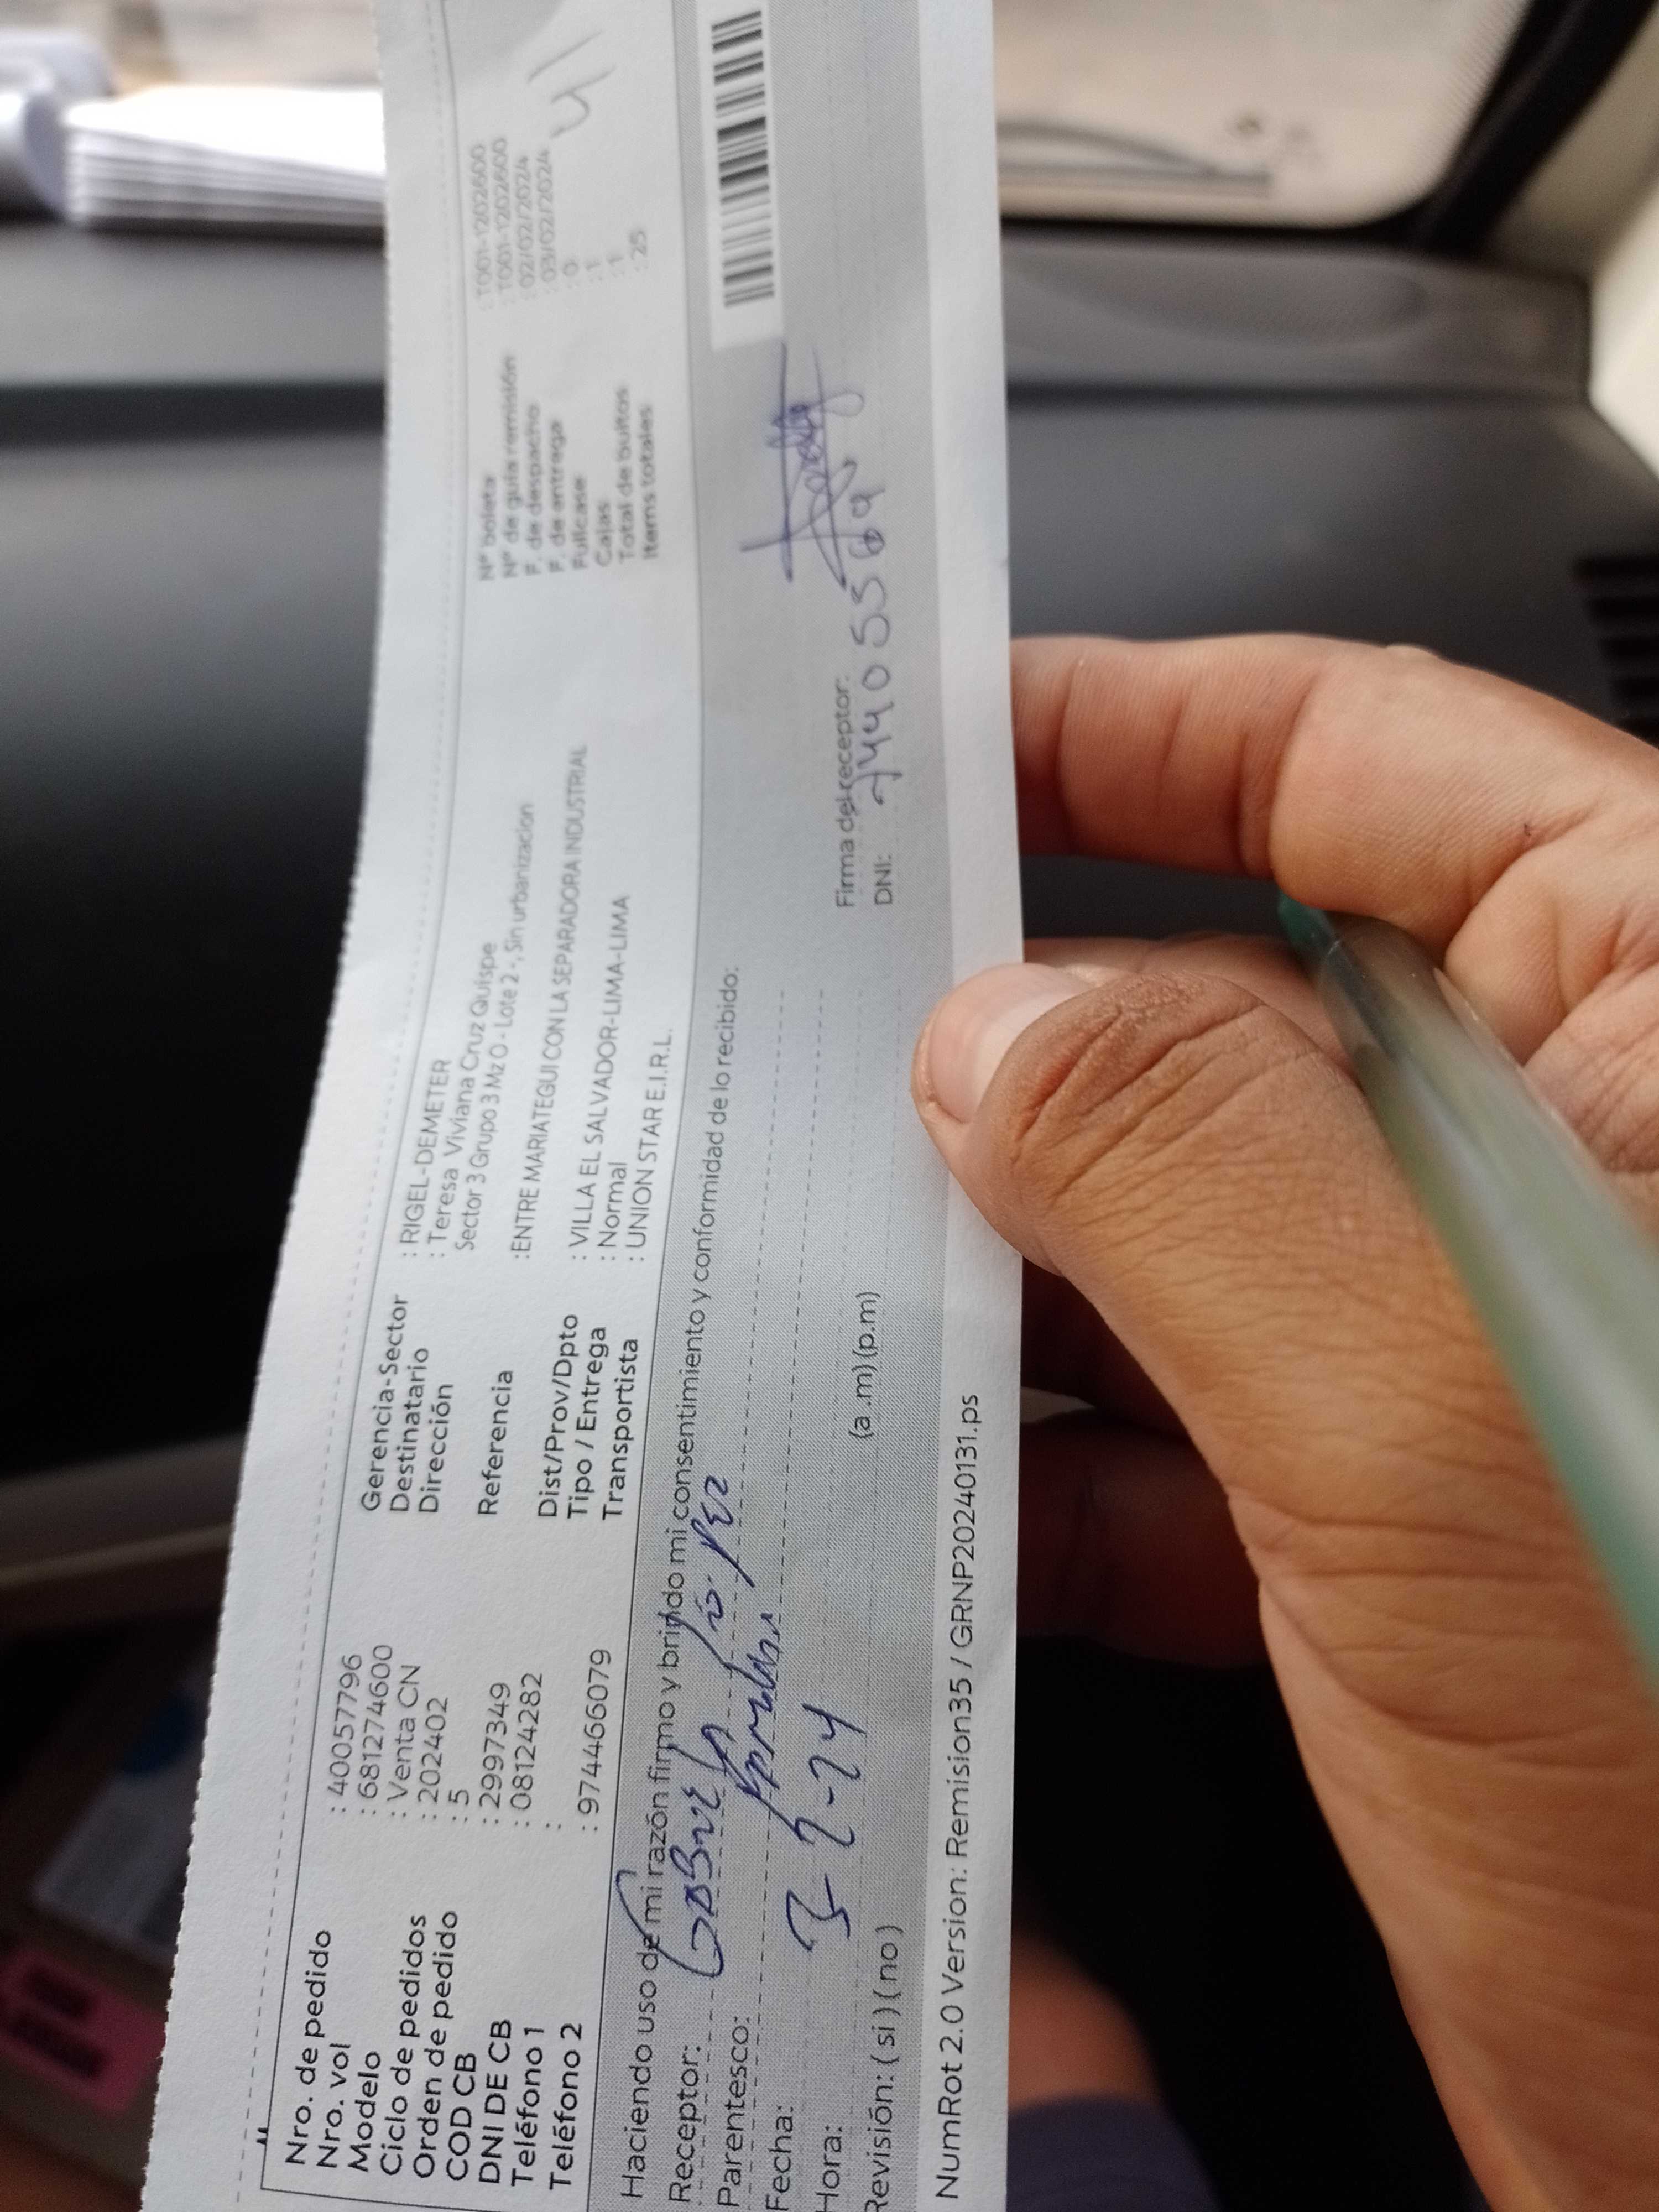 Nro. de pedido : 40057796
Nro. vol : 681274600
Modelo : Venta CN
Ciclo de pedidos : 202402
Orden de pedido : 5
COD CB : 2997349
DNI DE CB : 08124282
Teléfono 1 :
Teléfono 2 : 974466079
Gerencia-Sector : RIGEL-DEMETER
Destinatario : Teresa Viviana Cruz Quispe
Dirección Sector 3 Grupo 3 Mz O - Lote 2 -, Sin urbanizacion
Referencia :ENTRE MARIATEGUI CON LA SEPARADORA INDUSTRIAL
Dist/Prov/Dpto : VILLA EL SALVADOR-LIMA-LIMA
Tipo / Entrega : Normal
Transportista : UNION STAR E.I.R.L.
N° boleta : T001-1202600
N° de guía remisión : T001-1202600
F. de despacho : 02/02/2024
F. de entrega : 03/02/2024
Fullcase : 0
Cajas : 1
Total de bultos : 1
Items totales : 25
41
Haciendo uso de mi razón firmo y brindo mi consentimiento y conformidad de lo recibido:
Receptor:
Parentesco:
Fecha: 3-2-24
Hora: (a .m) (p.m)
Revisión: ( si ) ( no )
Firma del receptor:
DNI: 74405569
NumRot 2.0 Version: Remision35 / GRNP20240131.ps